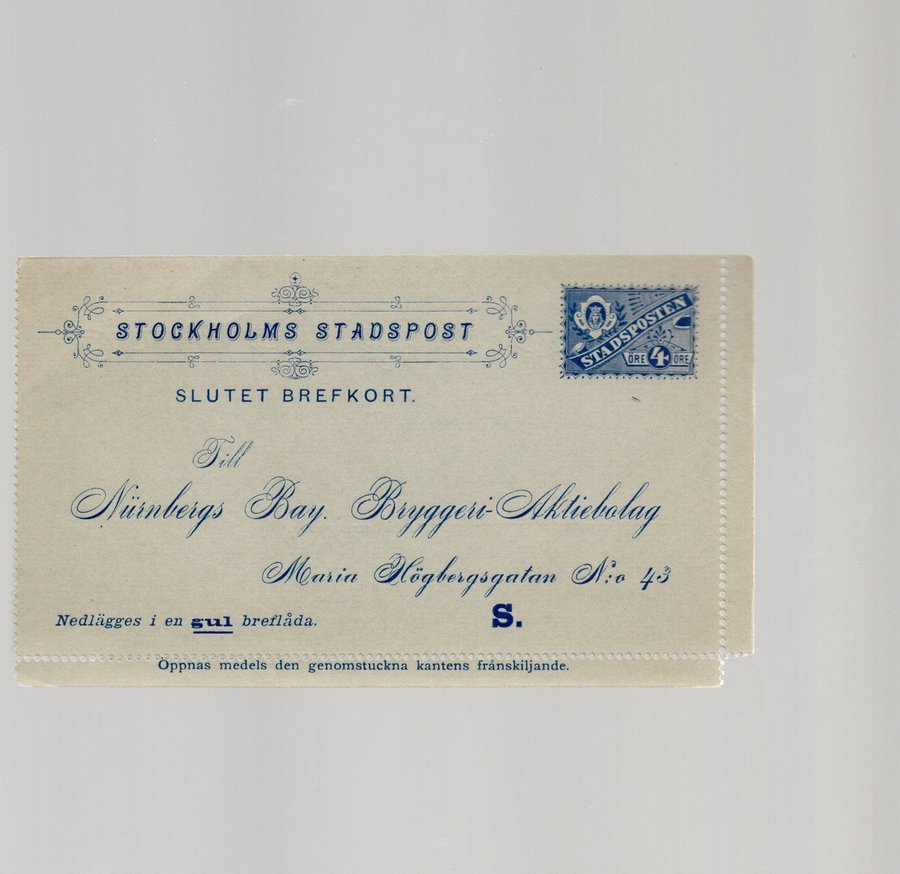 STOCKHOLMS STADSPOST
STADSPOSTEN
ÖRE 4 ÖRE
SLUTET BREFKORT.
Till
Nürnbergs Bay. Bryggeri-Aktiebolag
Maria Högbergsgatan N:o 43
S.
Nedlägges i en gul breflåda.
Öppnas medels den genomstuckna kantens frånskiljande.